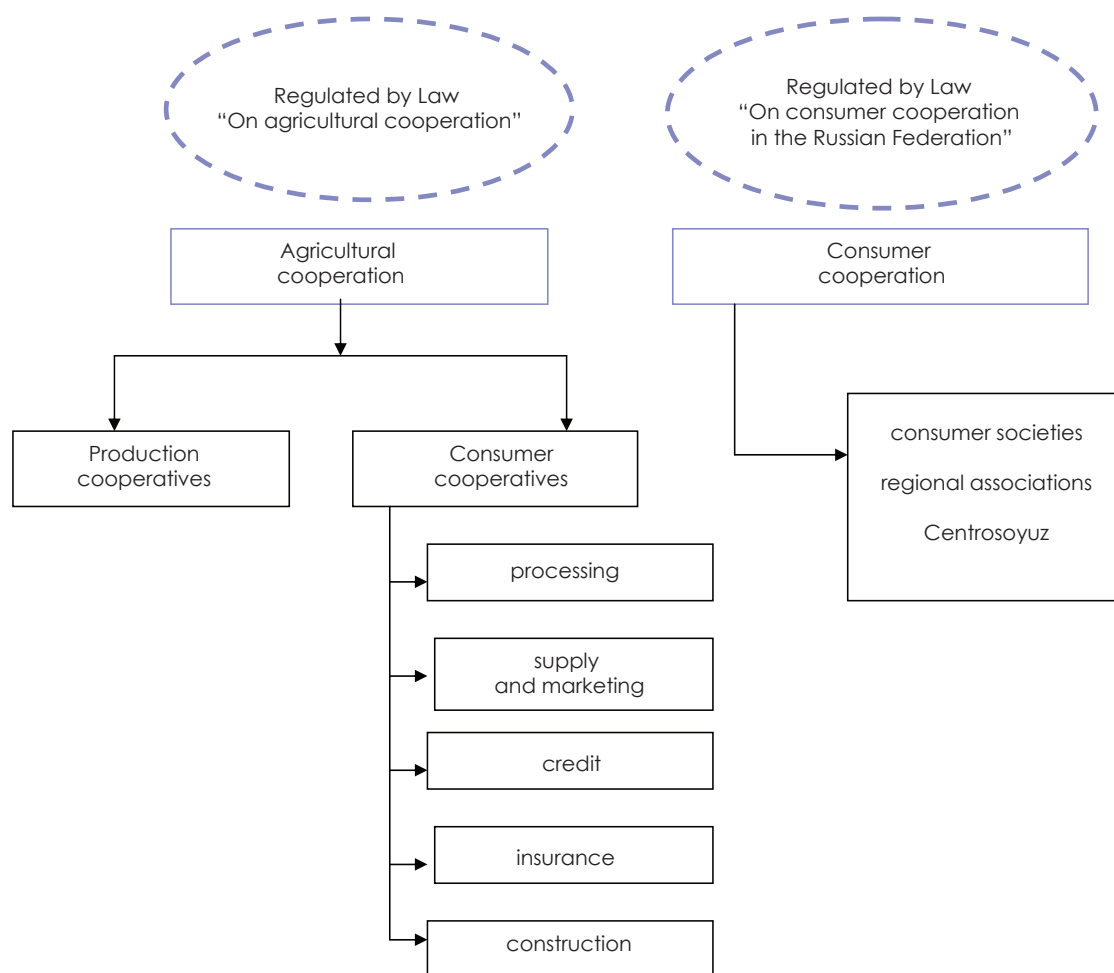 Regulated by Law
“On agricultural cooperation”
Regulated by Law
“On consumer cooperation
in the Russian Federation”
Agricultural
cooperation
Consumer
cooperation
Production
cooperatives
Consumer
cooperatives
consumer societies
regional associations
Centrosoyuz
processing
supply
and marketing
credit
insurance
construction